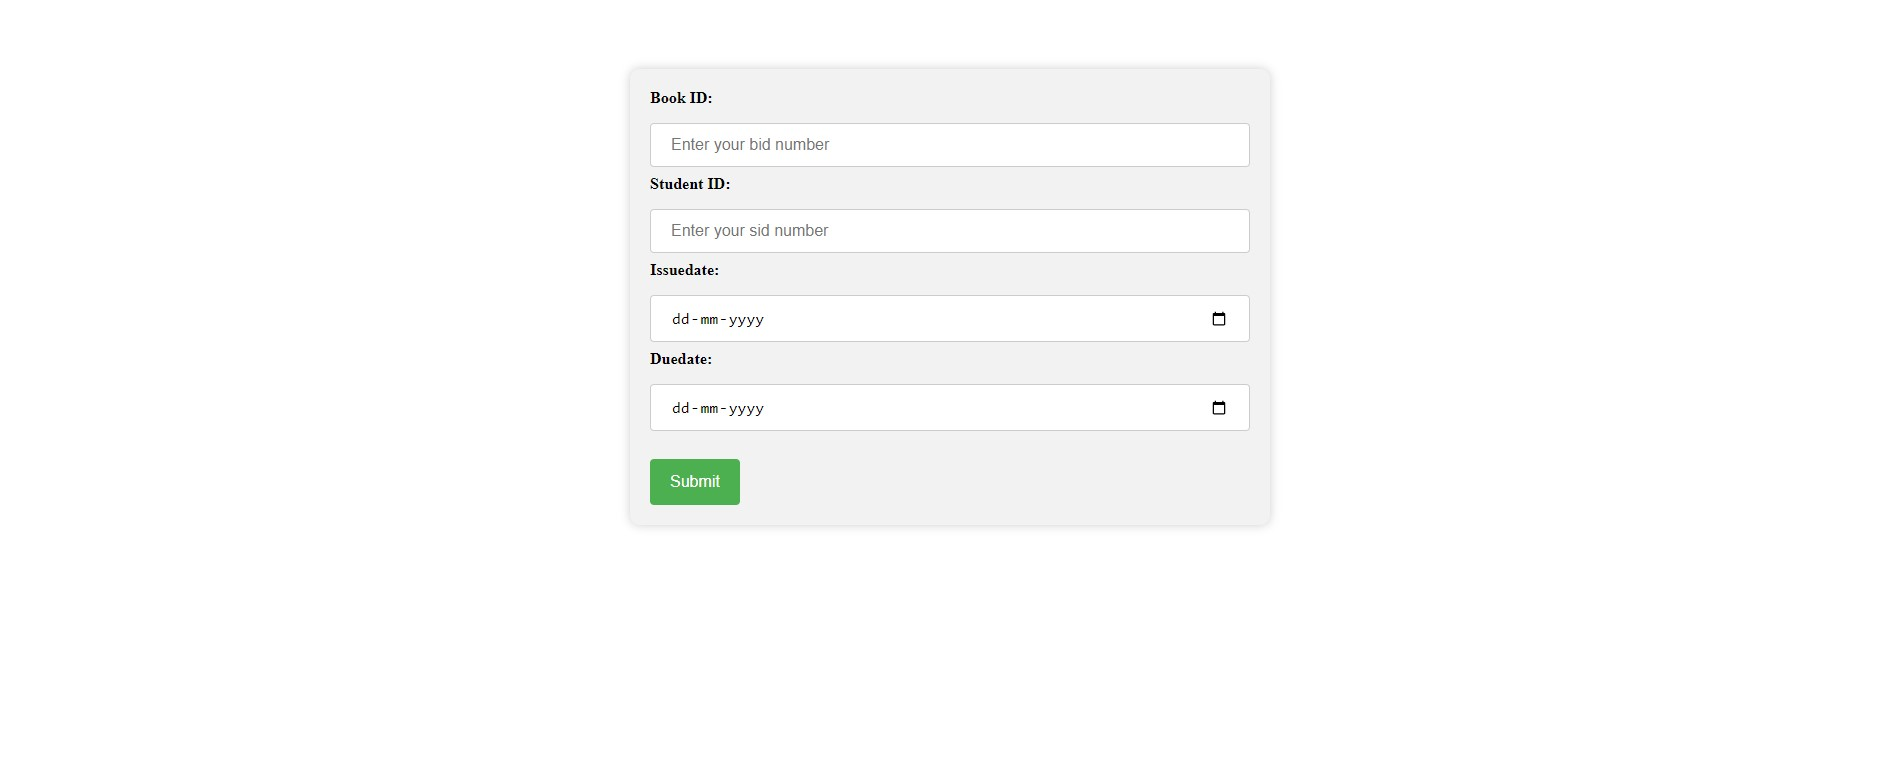 Book ID:
Enter your bid number
Student ID:
Enter your sid number
Issuedate:
dd-mm-yyyy
Duedate:
dd-mm-yyyy
Submit